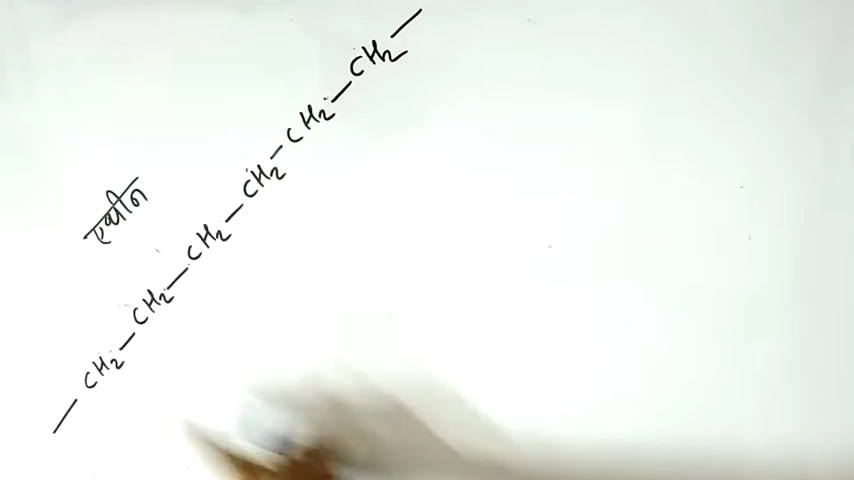 एथीन
— CH₂ — CH₂ — CH₂ — CH₂ — CH₂ — CH₂ —